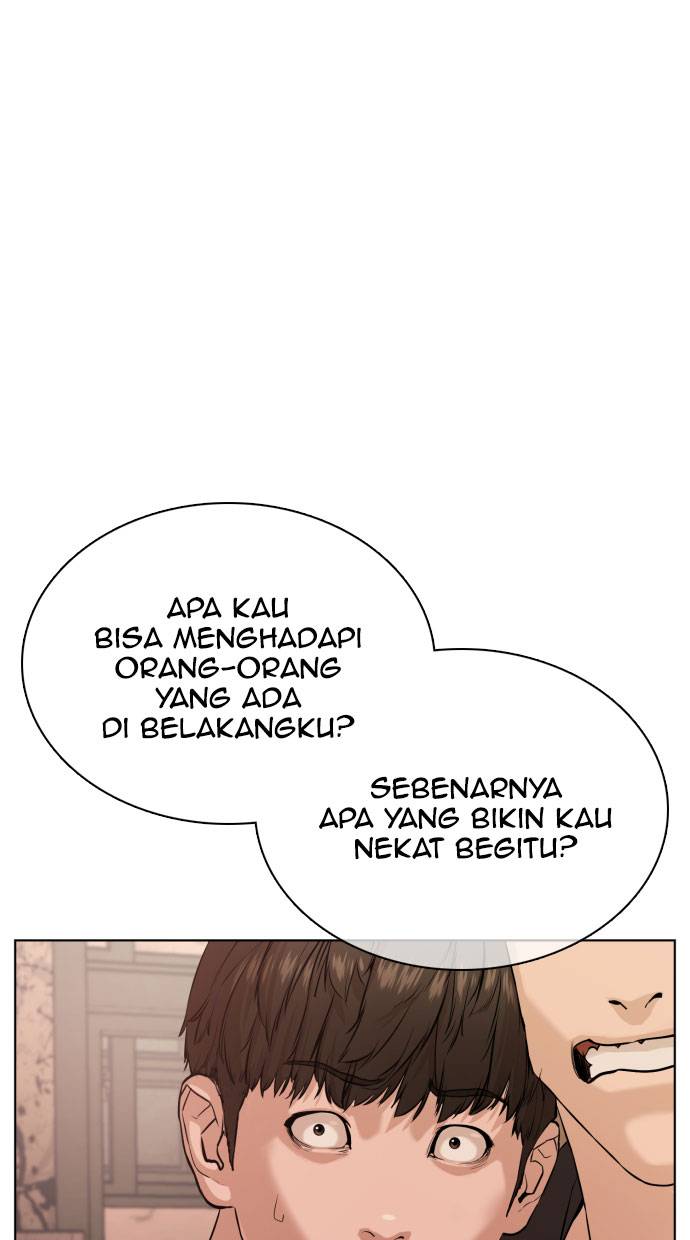 APA KAU
BISA MENGHADAPI
ORANG-ORANG
YANG ADA
DI BELAKANGKU?
SEBENARNYA
APA YANG BIKIN KAU
NEKAT BEGITU?